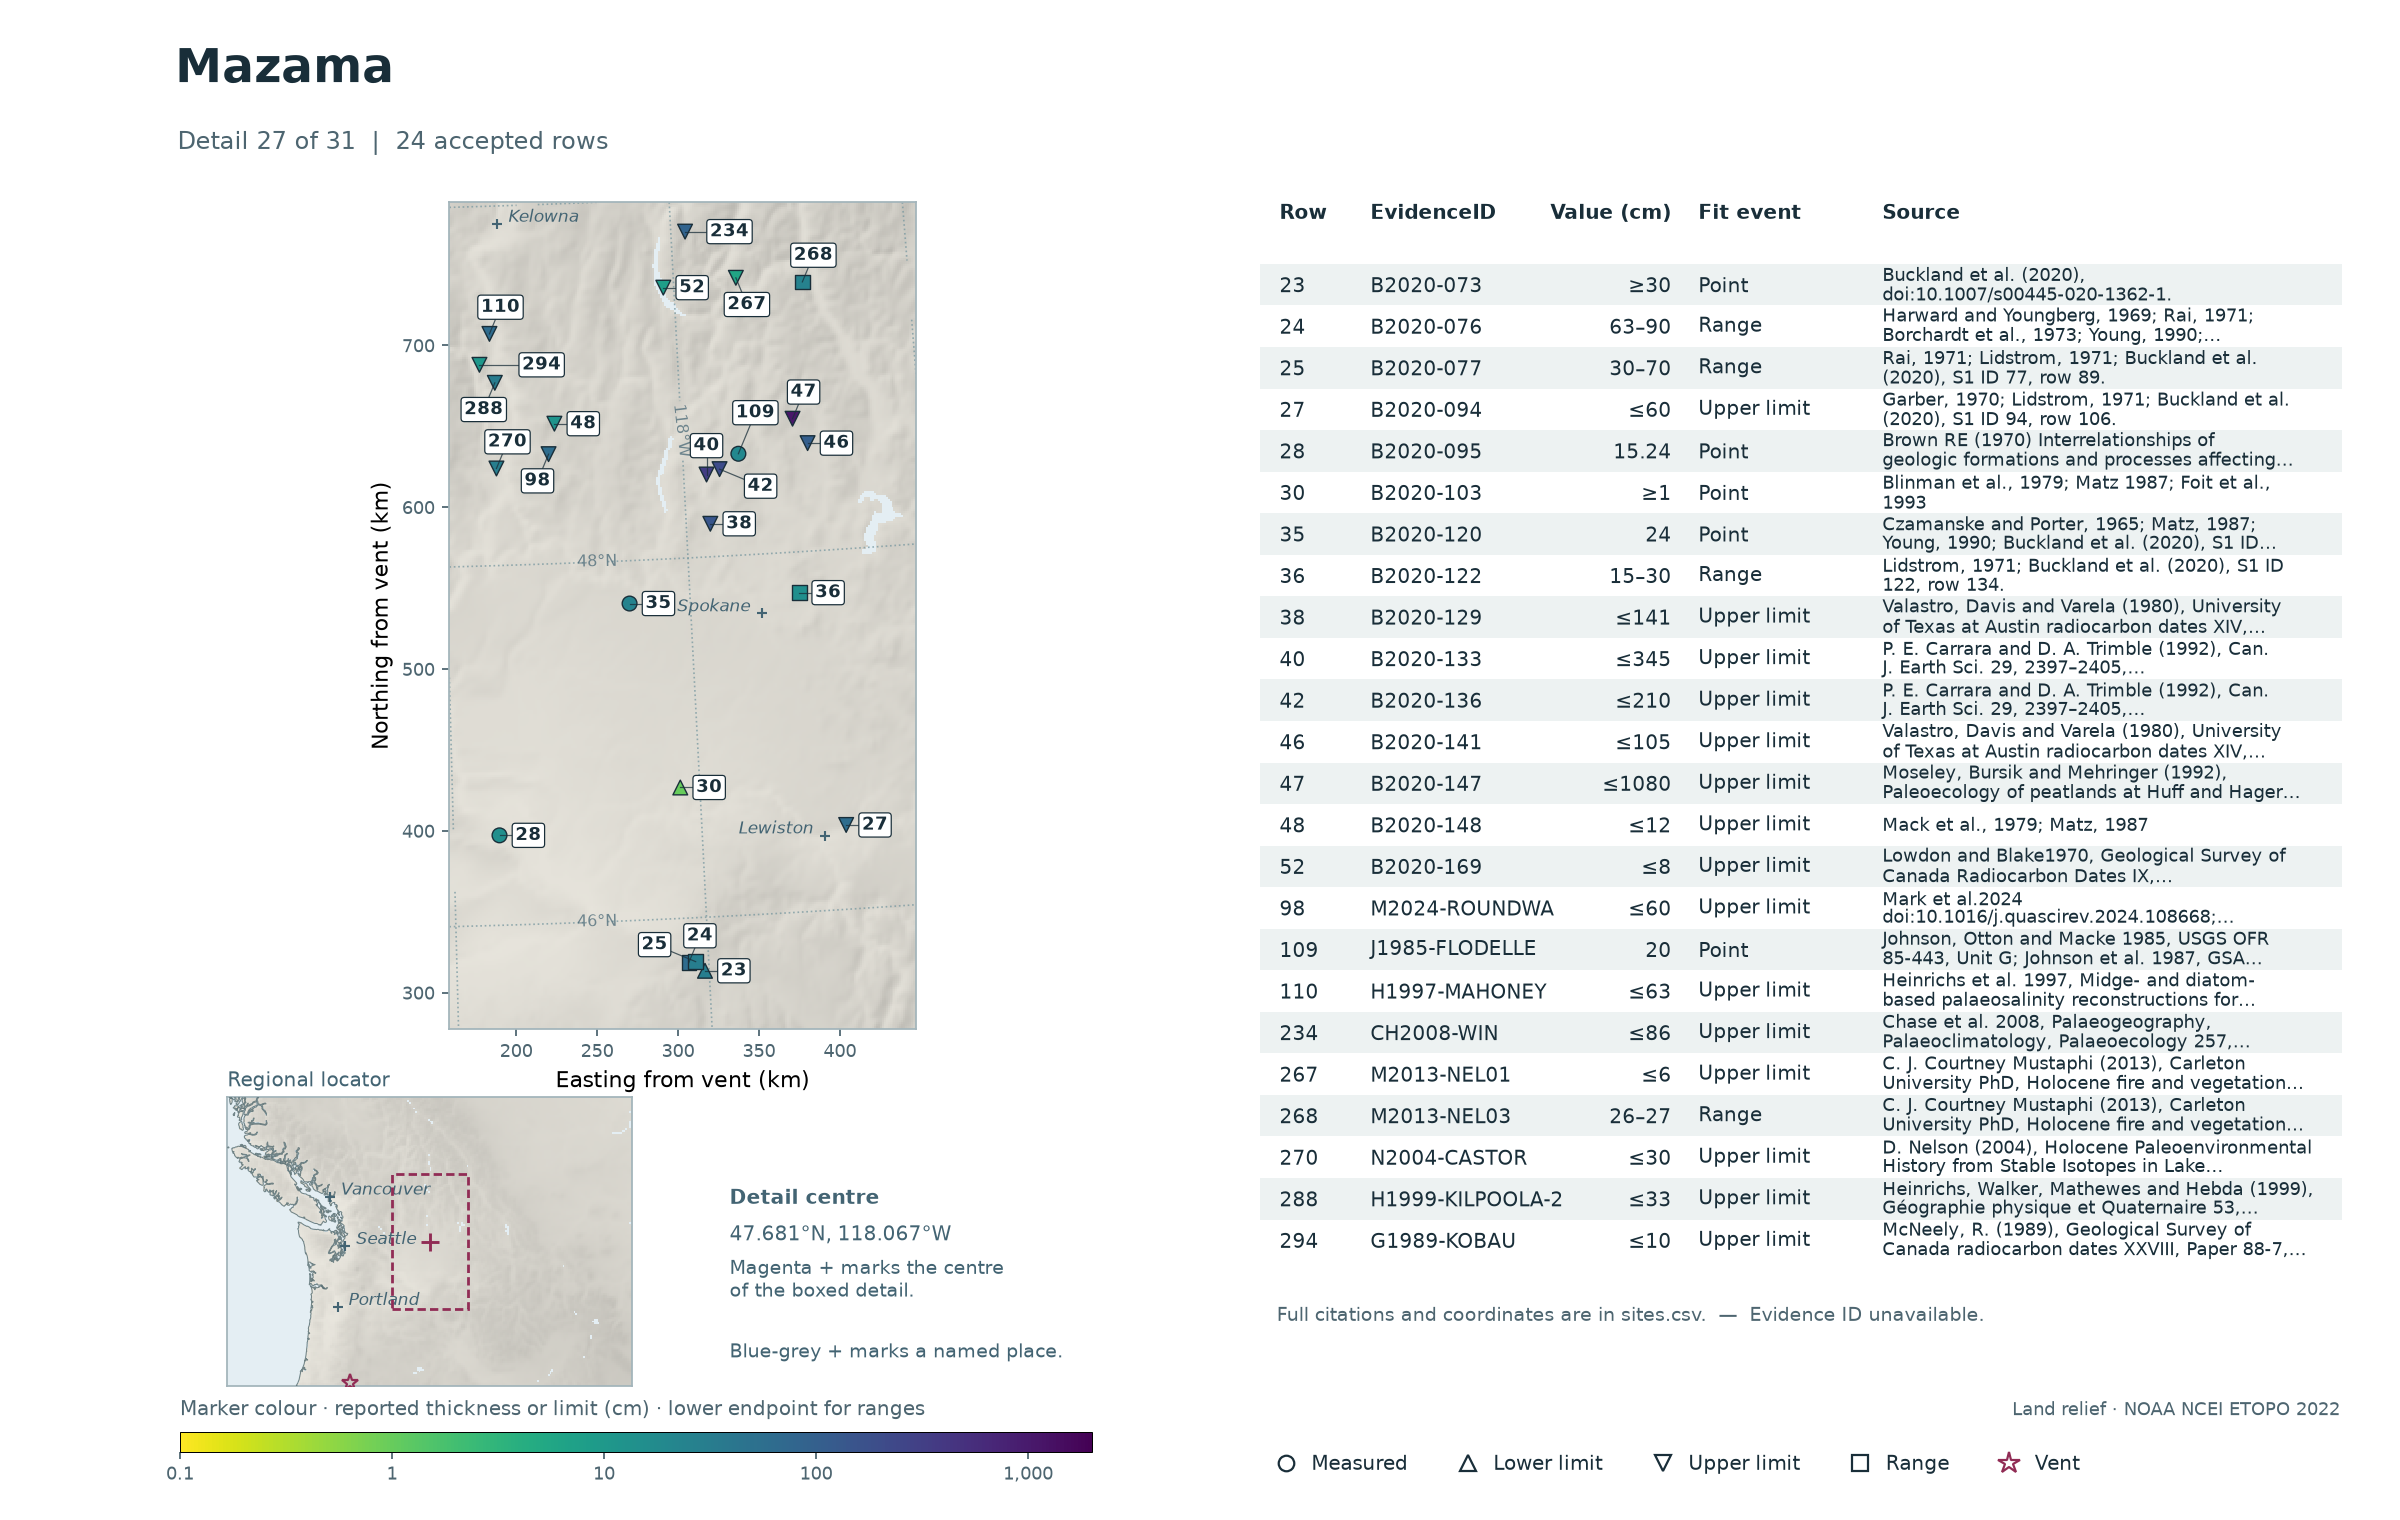 Mazama
Detail 27 of 31 | 24 accepted rows
Kelowna
234
268
52
267
110
294
288
48
47
109
118°W
40
46
270
98
42
38
48°N
35
Spokane
36
30
Lewiston
27
28
46°N
24
25
23
700
600
500
400
300
Northing from vent (km)
200 250 300 350 400
Easting from vent (km)
Regional locator
Vancouver
Seattle
Portland
Detail centre
47.681°N, 118.067°W
Magenta + marks the centre
of the boxed detail.
Blue-grey + marks a named place.
Marker colour · reported thickness or limit (cm) · lower endpoint for ranges
0.1 1 10 100 1,000
Row EvidenceID Value (cm) Fit event Source
23 B2020-073 ≥30 Point Buckland et al. (2020),
doi:10.1007/s00445-020-1362-1.
24 B2020-076 63–90 Range Harward and Youngberg, 1969; Rai, 1971;
Borchardt et al., 1973; Young, 1990;...
25 B2020-077 30–70 Range Rai, 1971; Lidstrom, 1971; Buckland et al.
(2020), S1 ID 77, row 89.
27 B2020-094 ≤60 Upper limit Garber, 1970; Lidstrom, 1971; Buckland et al.
(2020), S1 ID 94, row 106.
28 B2020-095 15.24 Point Brown RE (1970) Interrelationships of
geologic formations and processes affecting...
30 B2020-103 ≥1 Point Blinman et al., 1979; Matz 1987; Foit et al.,
1993
35 B2020-120 24 Point Czamanske and Porter, 1965; Matz, 1987;
Young, 1990; Buckland et al. (2020), S1 ID...
36 B2020-122 15–30 Range Lidstrom, 1971; Buckland et al. (2020), S1 ID
122, row 134.
38 B2020-129 ≤141 Upper limit Valastro, Davis and Varela (1980), University
of Texas at Austin radiocarbon dates XIV,...
40 B2020-133 ≤345 Upper limit P. E. Carrara and D. A. Trimble (1992), Can.
J. Earth Sci. 29, 2397–2405,...
42 B2020-136 ≤210 Upper limit P. E. Carrara and D. A. Trimble (1992), Can.
J. Earth Sci. 29, 2397–2405,...
46 B2020-141 ≤105 Upper limit Valastro, Davis and Varela (1980), University
of Texas at Austin radiocarbon dates XIV,...
47 B2020-147 ≤1080 Upper limit Moseley, Bursik and Mehringer (1992),
Paleoecology of peatlands at Huff and Hager...
48 B2020-148 ≤12 Upper limit Mack et al., 1979; Matz, 1987
52 B2020-169 ≤8 Upper limit Lowdon and Blake1970, Geological Survey of
Canada Radiocarbon Dates IX,...
98 M2024-ROUNDWA ≤60 Upper limit Mark et al.2024
doi:10.1016/j.quascirev.2024.108668;...
109 J1985-FLODELLE 20 Point Johnson, Otton and Macke 1985, USGS OFR
85-443, Unit G; Johnson et al. 1987, GSA...
110 H1997-MAHONEY ≤63 Upper limit Heinrichs et al. 1997, Midge- and diatom-
based palaeosalinity reconstructions for...
234 CH2008-WIN ≤86 Upper limit Chase et al. 2008, Palaeogeography,
Palaeoclimatology, Palaeoecology 257,...
267 M2013-NEL01 ≤6 Upper limit C. J. Courtney Mustaphi (2013), Carleton
University PhD, Holocene fire and vegetation...
268 M2013-NEL03 26–27 Range C. J. Courtney Mustaphi (2013), Carleton
University PhD, Holocene fire and vegetation...
270 N2004-CASTOR ≤30 Upper limit D. Nelson (2004), Holocene Paleoenvironmental
History from Stable Isotopes in Lake...
288 H1999-KILPOOLA-2 ≤33 Upper limit Heinrichs, Walker, Mathewes and Hebda (1999),
Géographie physique et Quaternaire 53,...
294 G1989-KOBAU ≤10 Upper limit McNeely, R. (1989), Geological Survey of
Canada radiocarbon dates XXVIII, Paper 88-7,...
Full citations and coordinates are in sites.csv. — Evidence ID unavailable.
Land relief · NOAA NCEI ETOPO 2022
Measured Lower limit Upper limit Range Vent